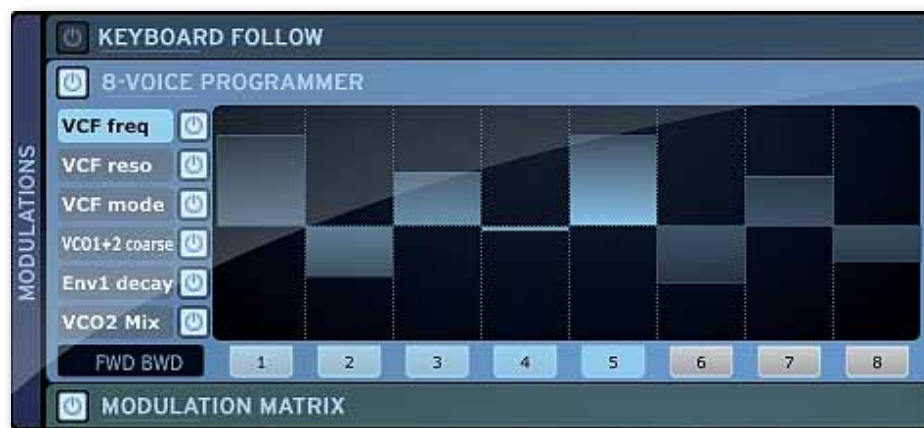 MODULATIONS
KEYBOARD FOLLOW
8-VOICE PROGRAMMER
VCF freq
VCF reso
VCF mode
VCO1+2 coarse
Env1 decay
VCO2 Mix
FWD BWD 1 2 3 4 5 6 7 8
MODULATION MATRIX